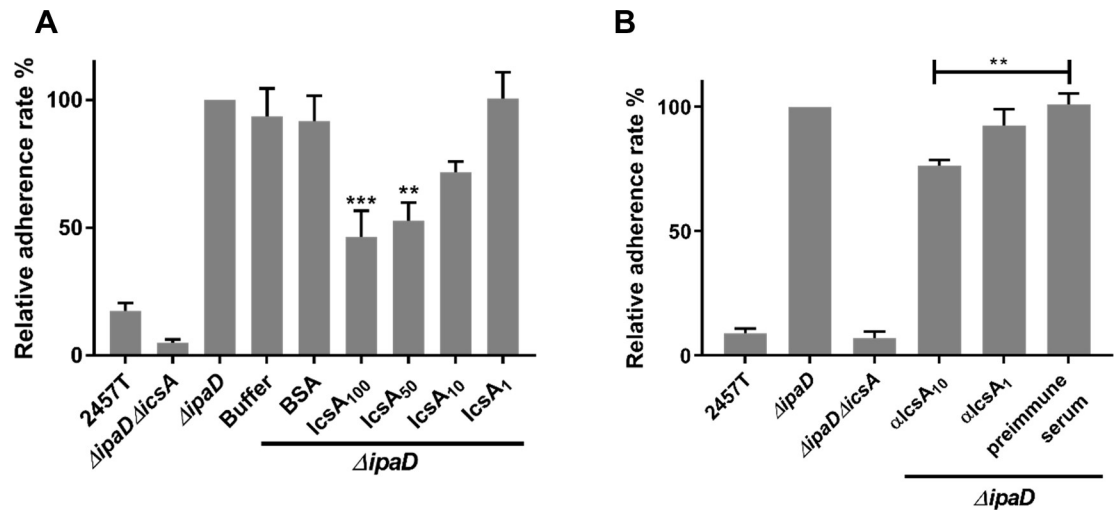 A
Relative adherence rate %
100
50
0
2457T
ΔipaDΔicsA
ΔipaD
Buffer
BSA
***
IcsA100
**
IcsA50
IcsA10
IcsA1
ΔipaD
B
Relative adherence rate %
100
50
0
**
2457T
ΔipaD
ΔipaDΔicsA
αIcsA10
αIcsA1
preimmune
serum
ΔipaD